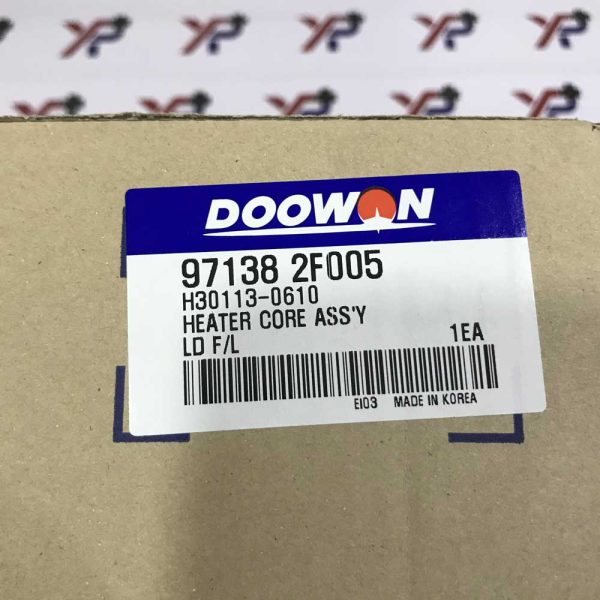 DOOWON
97138 2F005
H30113-0610
HEATER CORE ASS'Y
LD F/L 1EA
EI03 MADE IN KOREA